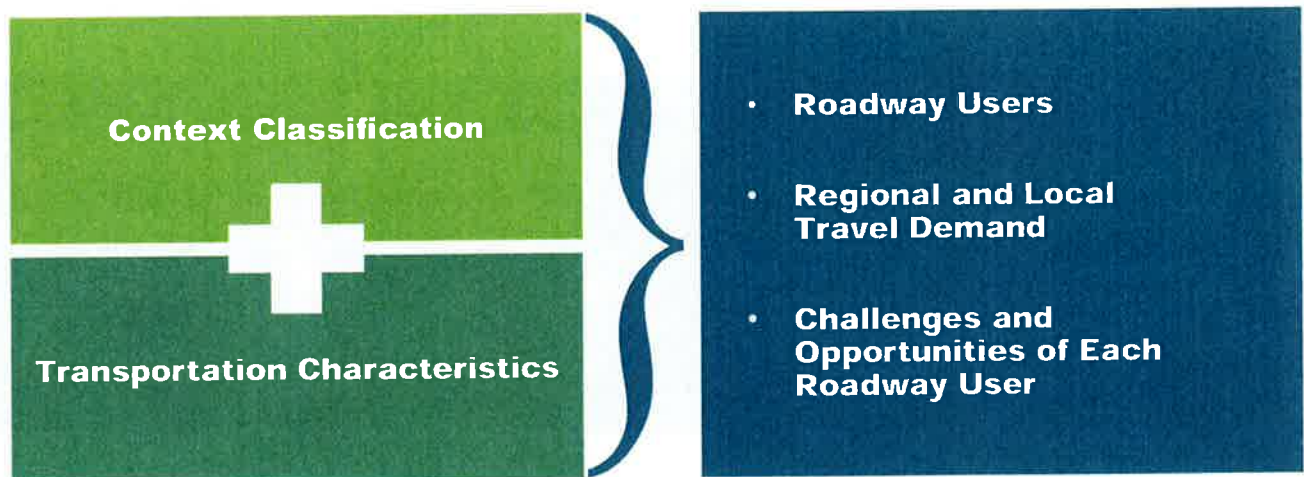 Context Classification
Transportation Characteristics
• Roadway Users
• Regional and Local
Travel Demand
• Challenges and
Opportunities of Each
Roadway User